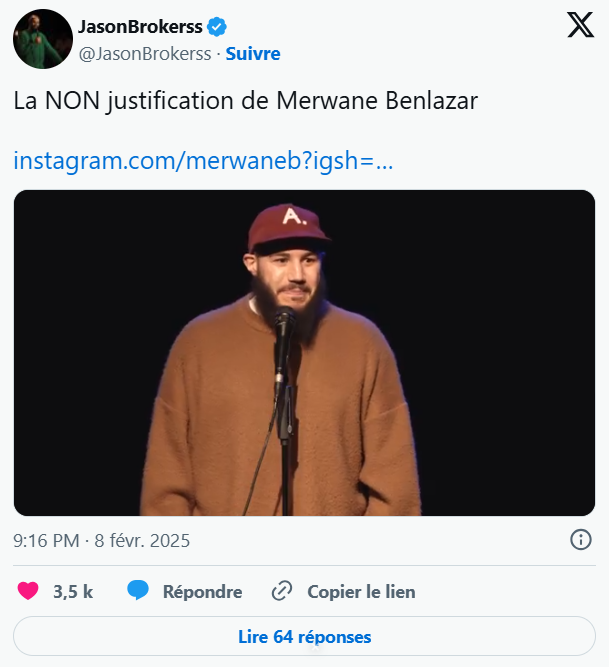 JasonBrokerss
@JasonBrokerss · Suivre
La NON justification de Merwane Benlazar
instagram.com/merwaneb?igsh=…
A.
9:16 PM · 8 févr. 2025
3,5 k Répondre Copier le lien
Lire 64 réponses